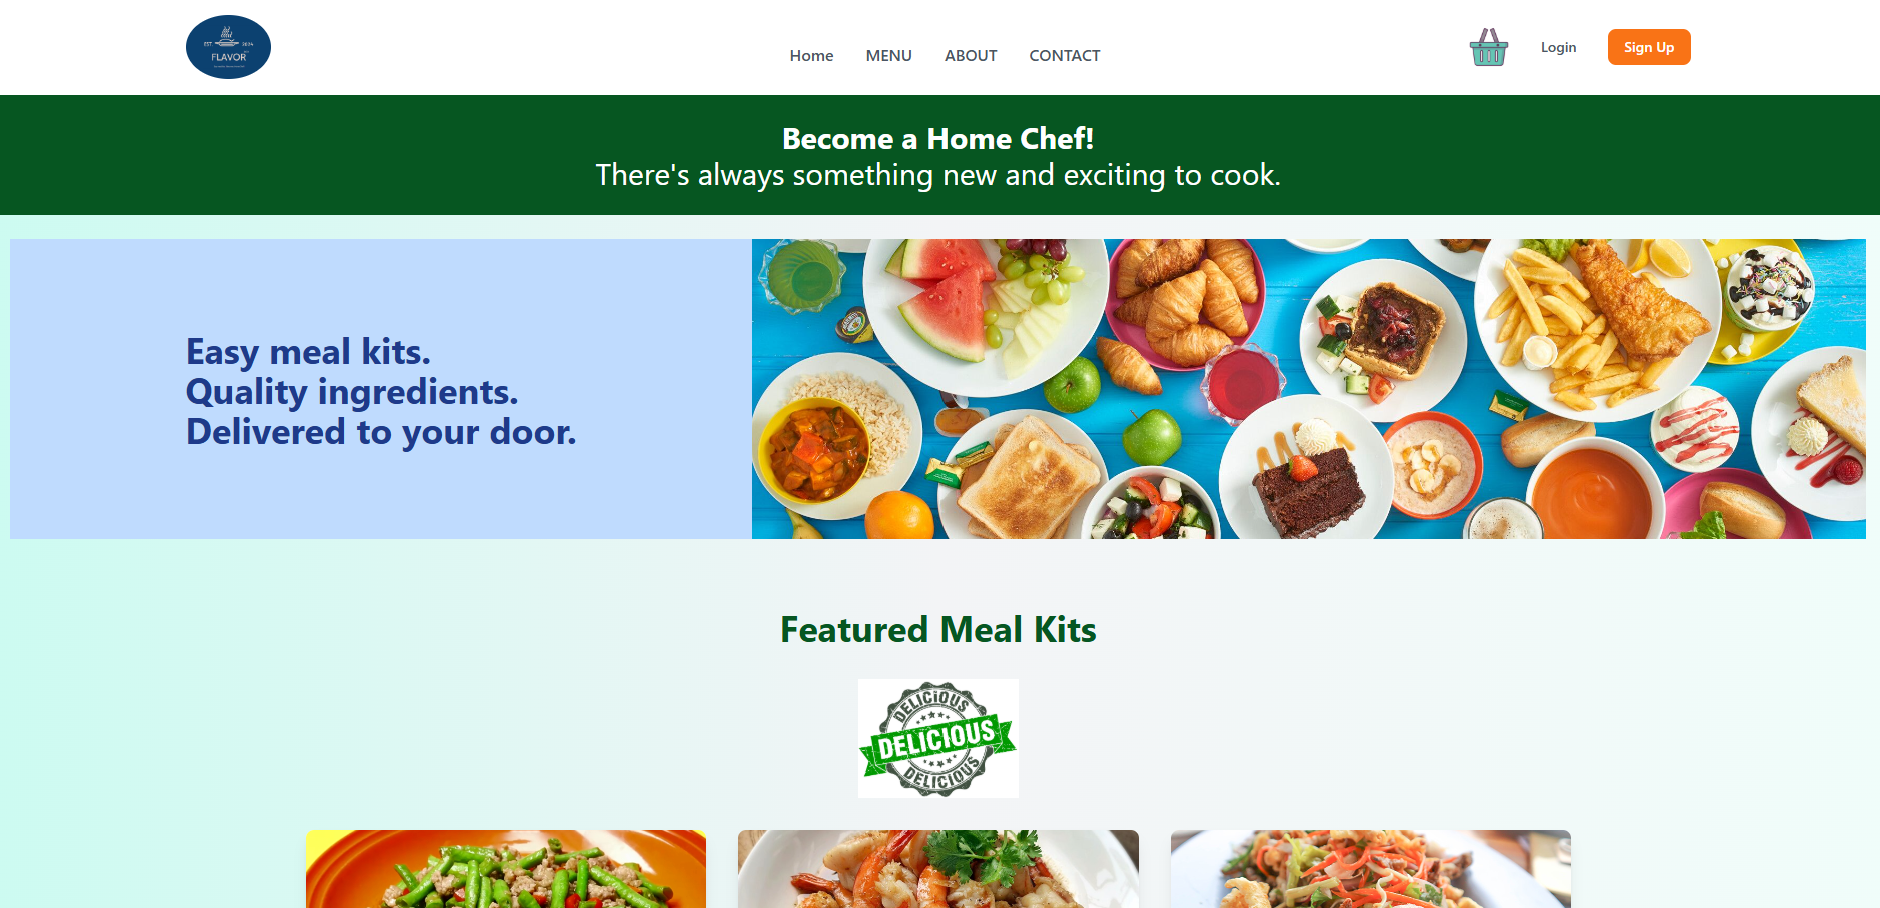 EST. 2024
FLAVOR
Home MENU ABOUT CONTACT
Login
Sign Up
Become a Home Chef!
There's always something new and exciting to cook.
Easy meal kits.
Quality ingredients.
Delivered to your door.
Featured Meal Kits
DELICIOUS
DELICIOUS
DELICIOUS